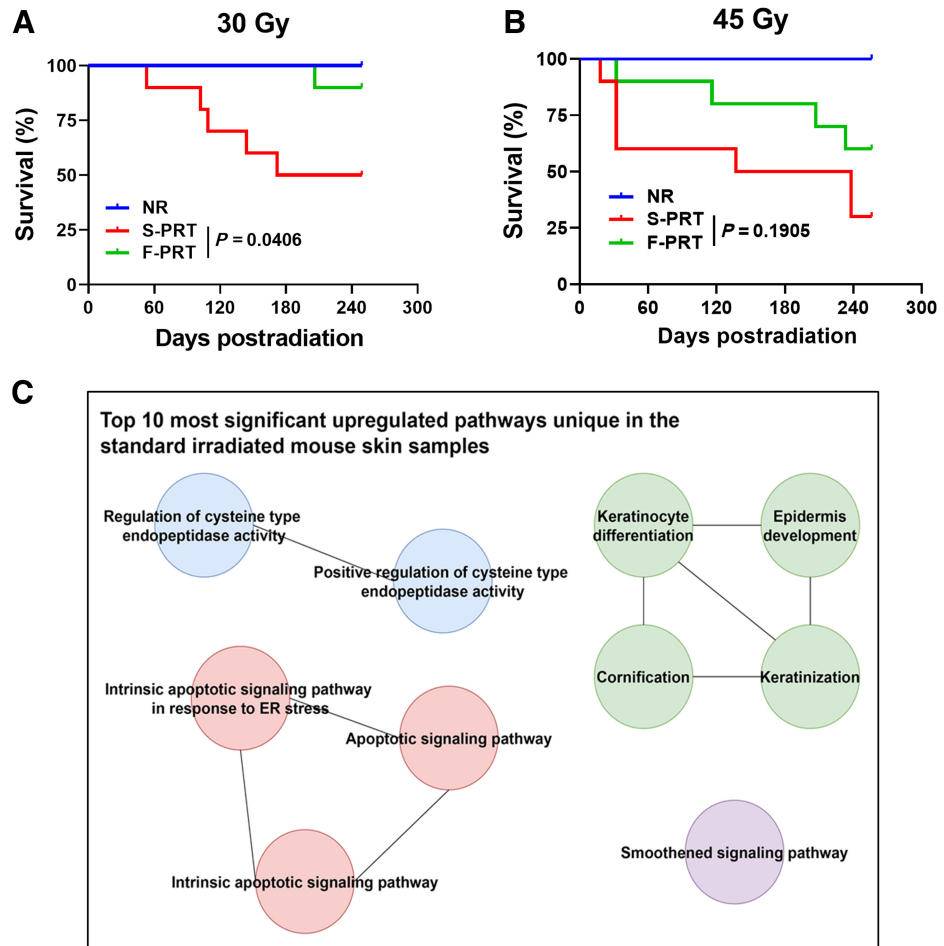 A
30 Gy
100
75
50
25
0
Survival (%)
NR
S-PRT
F-PRT
P = 0.0406
0 60 120 180 240 300
Days postradiation
B
45 Gy
100
75
50
25
0
Survival (%)
NR
S-PRT
F-PRT
P = 0.1905
0 60 120 180 240 300
Days postradiation
C
Top 10 most significant upregulated pathways unique in the
standard irradiated mouse skin samples
Regulation of cysteine type
endopeptidase activity
Positive regulation of cysteine type
endopeptidase activity
Keratinocyte
differentiation
Epidermis
development
Cornification
Keratinization
Intrinsic apoptotic signaling pathway
in response to ER stress
Apoptotic signaling pathway
Intrinsic apoptotic signaling pathway
Smoothened signaling pathway